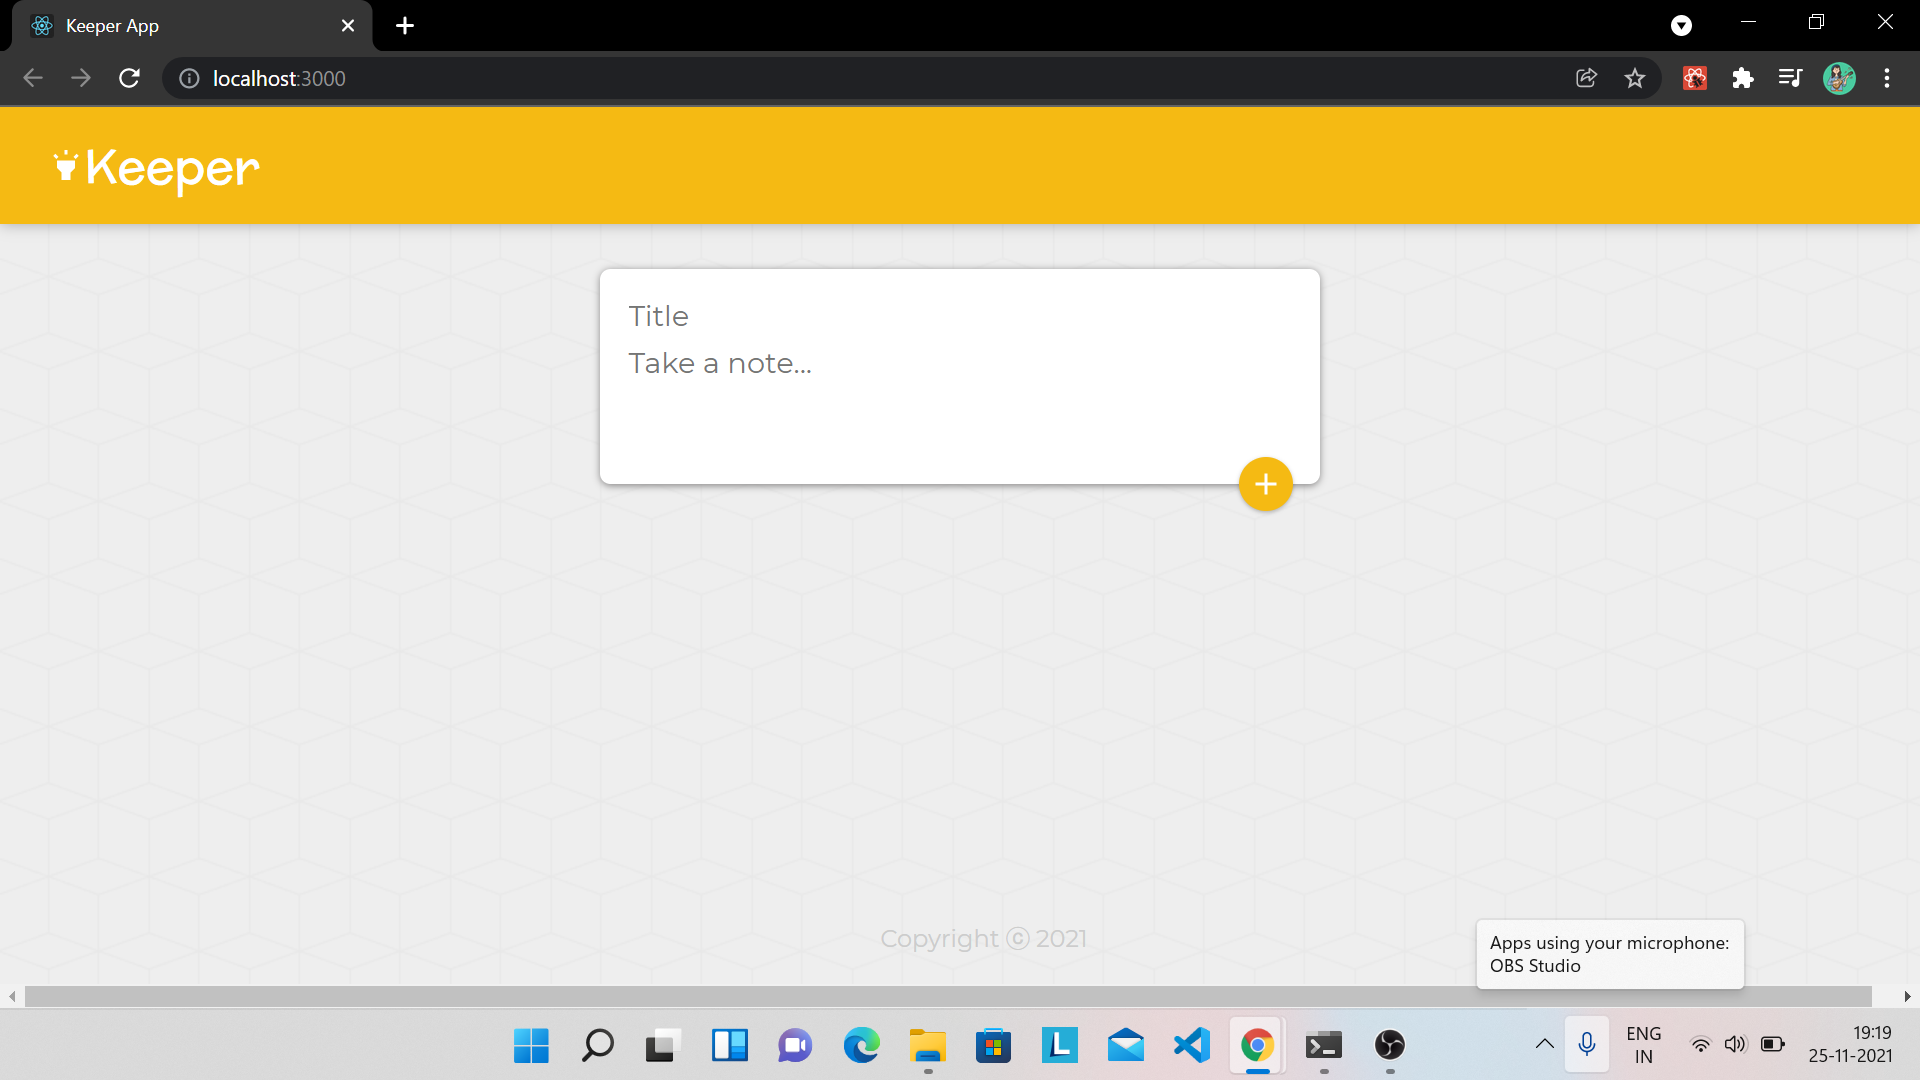 Keeper App
localhost:3000
Keeper
Title
Take a note...
Copyright ⓒ 2021
Apps using your microphone:
OBS Studio
ENG
IN
19:19
25-11-2021